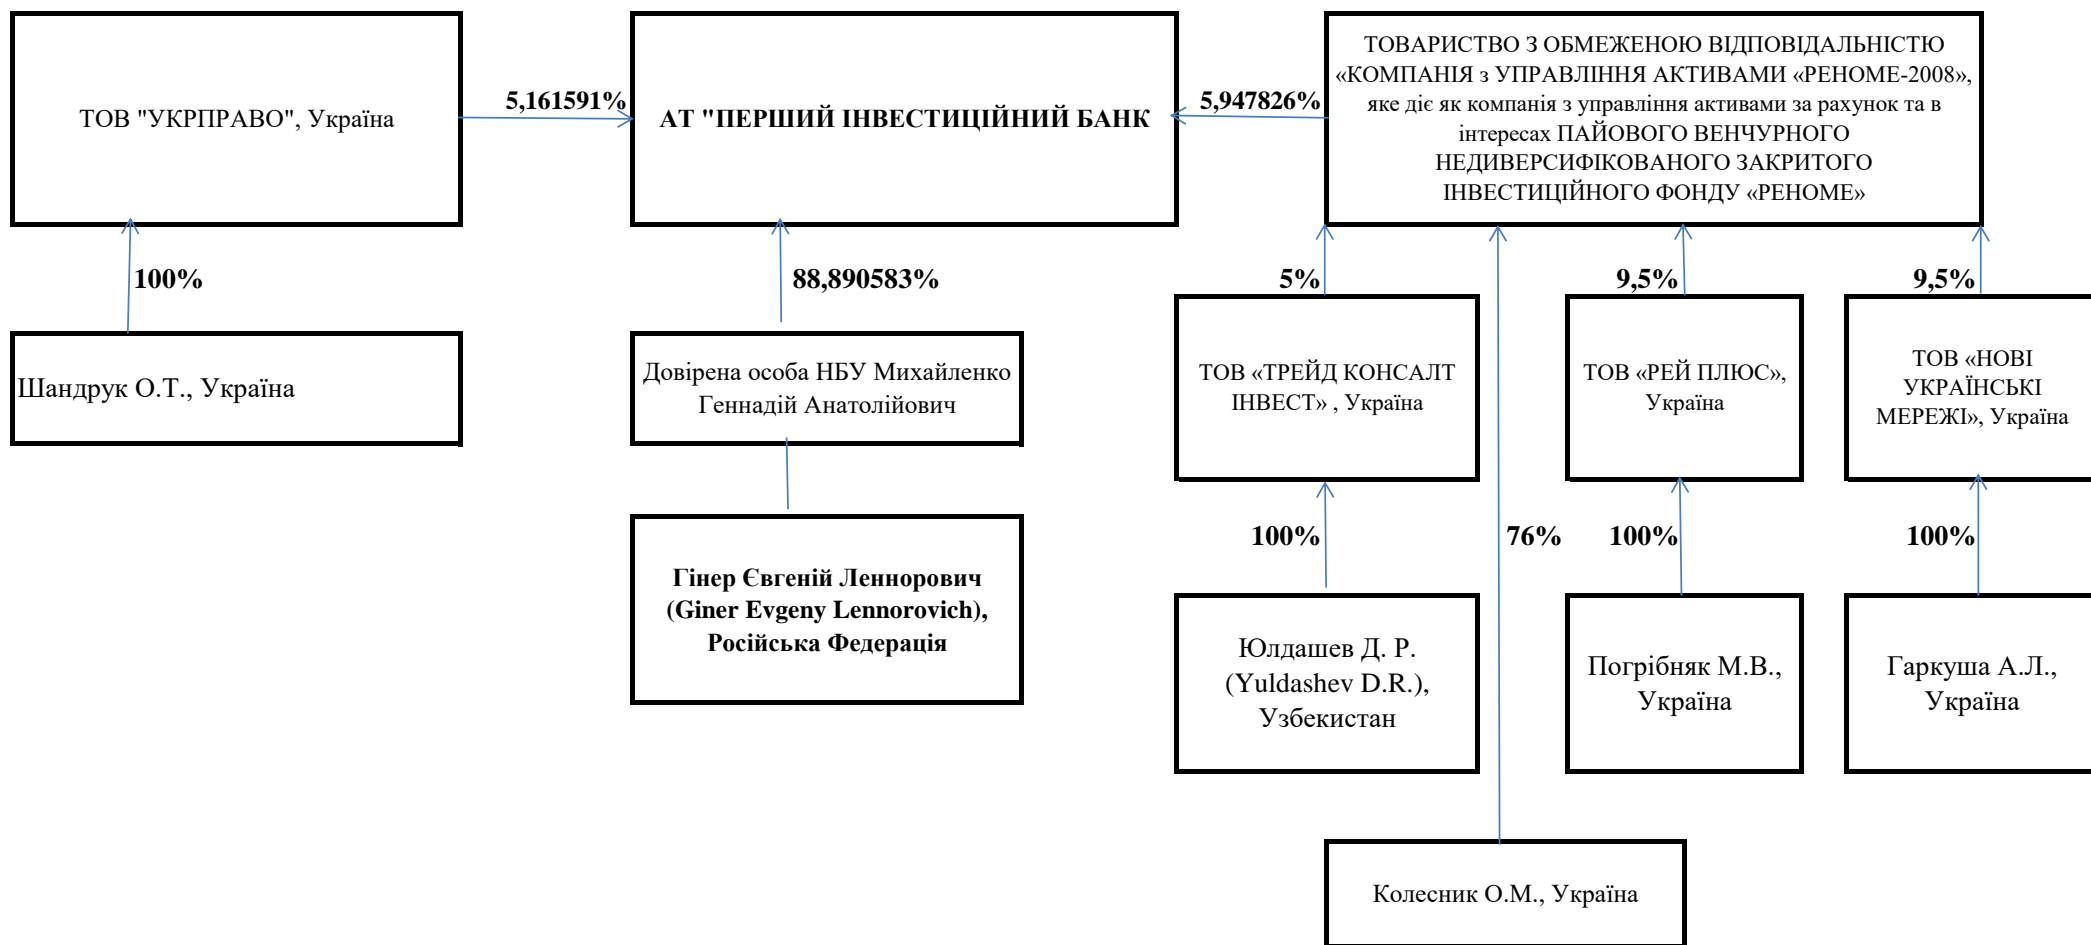 ТОВ "УКРПРАВО", Україна
5,161591%
АТ "ПЕРШИЙ ІНВЕСТИЦІЙНИЙ БАНК
5,947826%
ТОВАРИСТВО З ОБМЕЖЕНОЮ ВІДПОВІДАЛЬНІСТЮ
«КОМПАНІЯ з УПРАВЛІННЯ АКТИВАМИ «РЕНОМЕ-2008»,
яке діє як компанія з управління активами за рахунок та в
інтересах ПАЙОВОГО ВЕНЧУРНОГО
НЕДИВЕРСИФІКОВАНОГО ЗАКРИТОГО
ІНВЕСТИЦІЙНОГО ФОНДУ «РЕНОМЕ»
100%
88,890583%
5%
9,5%
9,5%
Шандрук О.Т., Україна
Довірена особа НБУ Михайленко
Геннадій Анатолійович
ТОВ «ТРЕЙД КОНСАЛТ
ІНВЕСТ» , Україна
ТОВ «РЕЙ ПЛЮС»,
Україна
ТОВ «НОВІ
УКРАЇНСЬКІ
МЕРЕЖІ», Україна
100%
76%
100%
100%
Гінер Євгеній Леннорович
(Giner Evgeny Lennorovich),
Російська Федерація
Юлдашев Д. Р.
(Yuldashev D.R.),
Узбекистан
Погрібняк М.В.,
Україна
Гаркуша А.Л.,
Україна
Колесник О.М., Україна